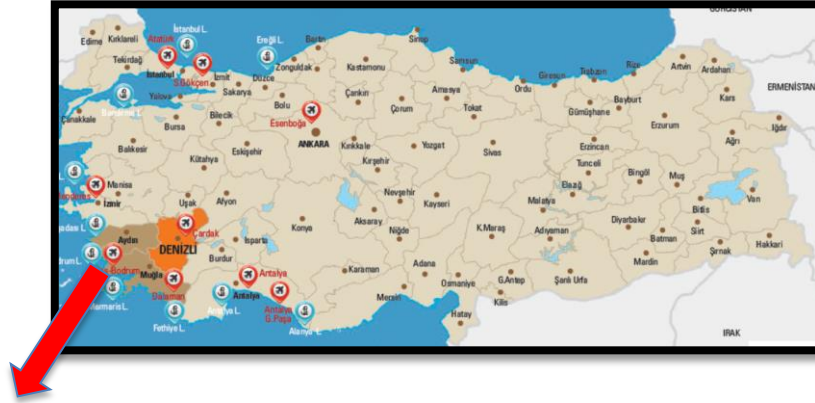 GÜRCİSTAN
ERMENİSTAN
IRAK
Edirne
Kırklareli
Tekirdağ
Atatürk
İstanbul L.
İstanbul
S.Gökçen
İzmit
Yalova
Sakarya
Düzce
Ereğli L.
Zonguldak
Bartın
Kastamonu
Sinop
Samsun
Ordu
Giresun
Trabzon
Rize
Artvin
Ardahan
Kars
Iğdır
Ağrı
Çanakkale
Bursa
Bilecik
Bolu
Çankırı
Çorum
Amasya
Tokat
Gümüşhane
Bayburt
Erzurum
Esenboğa
ANKARA
Kırıkkale
Yozgat
Sivas
Erzincan
Tunceli
Balıkesir
Kütahya
Eskişehir
Kırşehir
Nevşehir
Kayseri
Malatya
Elazığ
Bingöl
Muş
Van
Bitlis
Manisa
İzmir
Uşak
Afyon
Aksaray
Niğde
K.Maraş
Adıyaman
Diyarbakır
Batman
Siirt
Şırnak
Hakkari
Mardin
Aydın
DENİZLİ
Çardak
Isparta
Burdur
Konya
Karaman
Mersin
Adana
Osmaniye
G.Antep
Kilis
Şanlı Urfa
Hatay
Bodrum
Muğla
Dalaman
Fethiye L.
Antalya L.
Antalya
Antalya
Antalya
G.Paşa
Alanya L.